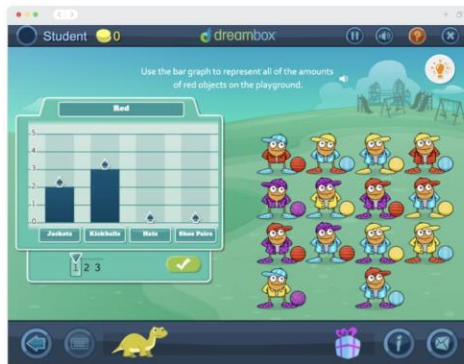 Student 0 dreambox
Use the bar graph to represent all of the amounts
of red objects on the playground.
Red
5
4
3
2
1
0
Jackets Kickballs Hats Shoe Pairs
1 2 3